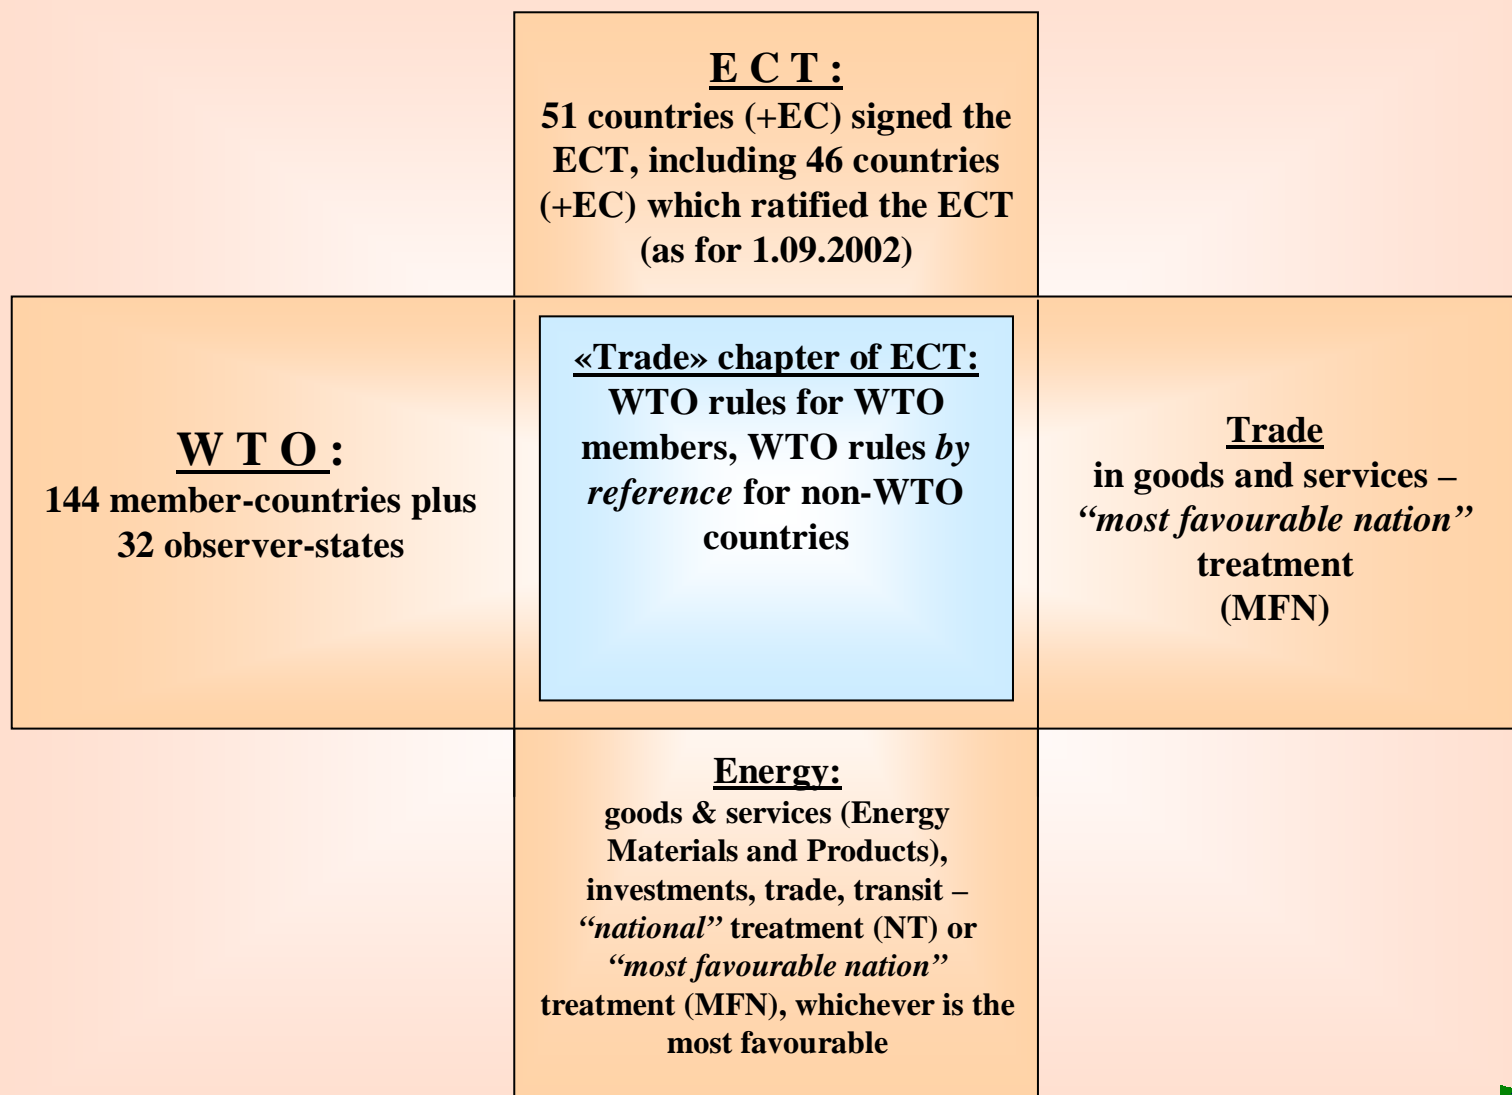 E C T :
51 countries (+EC) signed the
ECT, including 46 countries
(+EC) which ratified the ECT
(as for 1.09.2002)
W T O :
144 member-countries plus
32 observer-states
«Trade» chapter of ECT:
WTO rules for WTO
members, WTO rules by
reference for non-WTO
countries
Trade
in goods and services –
“most favourable nation”
treatment
(MFN)
Energy:
goods & services (Energy
Materials and Products),
investments, trade, transit –
“national” treatment (NT) or
“most favourable nation”
treatment (MFN), whichever is the
most favourable